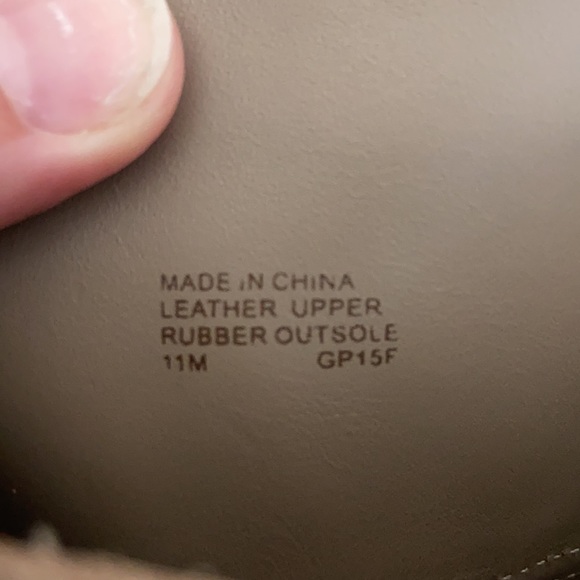 MADE IN CHINA
LEATHER UPPER
RUBBER OUTSOLE
11M GP15F